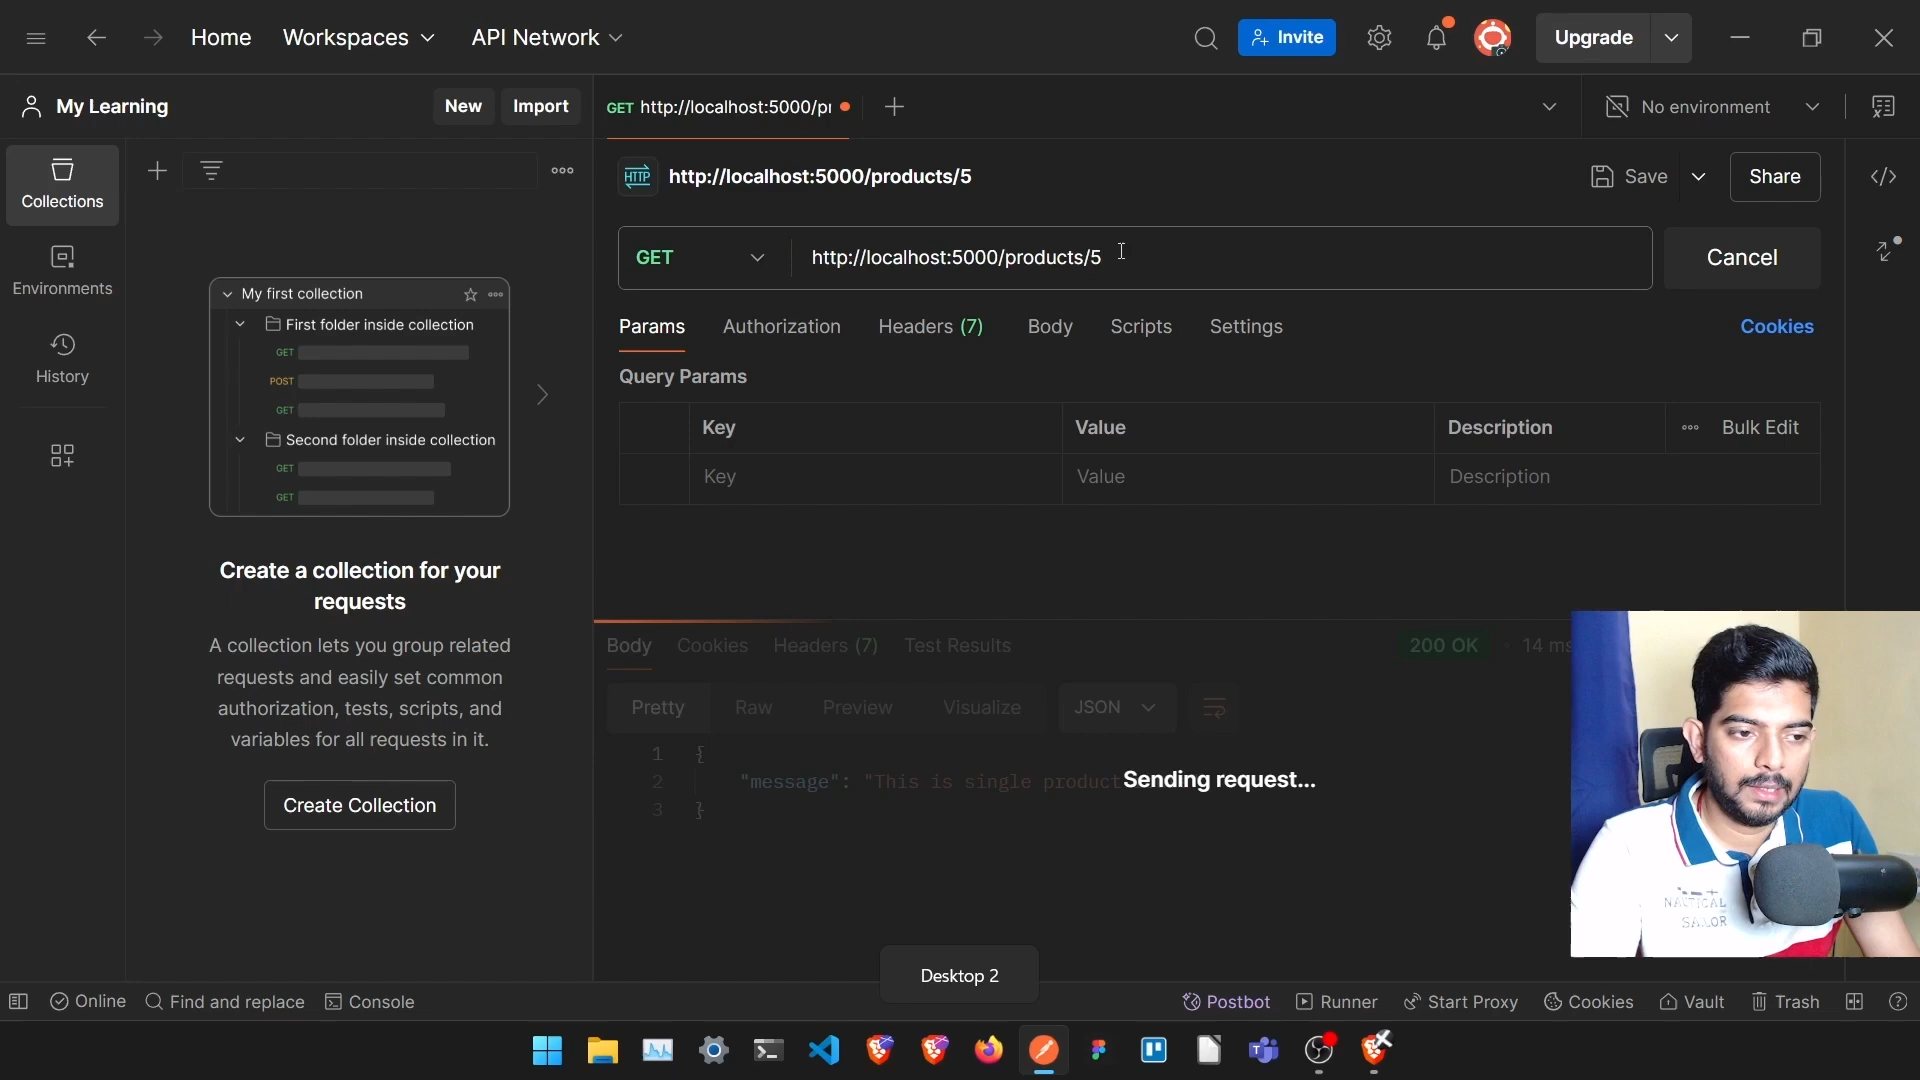 Home
Workspaces
API Network
Invite
Upgrade
My Learning
New
Import
GET http://localhost:5000/pr
No environment
Collections
Environments
History
My first collection
First folder inside collection
GET
POST
GET
Second folder inside collection
GET
GET
Create a collection for your
requests
A collection lets you group related
requests and easily set common
authorization, tests, scripts, and
variables for all requests in it.
Create Collection
HTTP http://localhost:5000/products/5
Save
Share
GET http://localhost:5000/products/5
Cancel
Params Authorization Headers (7) Body Scripts Settings
Cookies
Query Params
Key Value Description Bulk Edit
Key Value Description
Body Cookies Headers (7) Test Results
200 OK • 14 ms
Pretty Raw Preview Visualize JSON
1 {
2 "message": "This is single product
3 }
Sending request...
NAUTICAL
SAILOR
Desktop 2
Online Find and replace Console
Postbot Runner Start Proxy Cookies Vault Trash